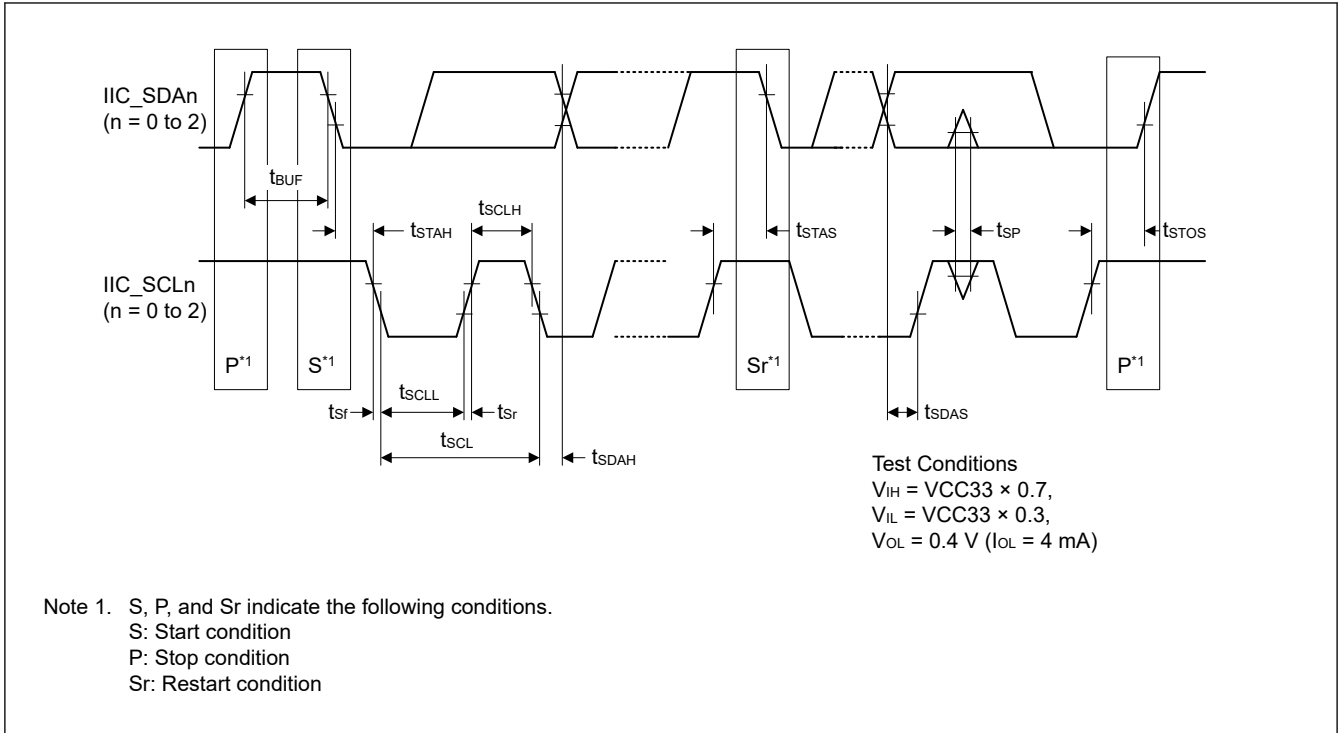 IIC_SDAn
(n = 0 to 2)
tBUF
tSCLH
tSTAH
tSTAS
tSP
tSTOS
IIC_SCLn
(n = 0 to 2)
P*1
S*1
Sr*1
P*1
tSCLL
tSf
tSr
tSDAS
tSCL
tSDAH
Test Conditions
VIH = VCC33 × 0.7,
VIL = VCC33 × 0.3,
VOL = 0.4 V (IOL = 4 mA)
Note 1. S, P, and Sr indicate the following conditions.
S: Start condition
P: Stop condition
Sr: Restart condition